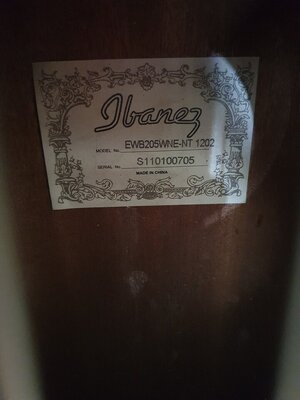 Ibanez
MODEL No. EWB205WNE-NT 1202
SERIAL No. S110100705
MADE IN CHINA